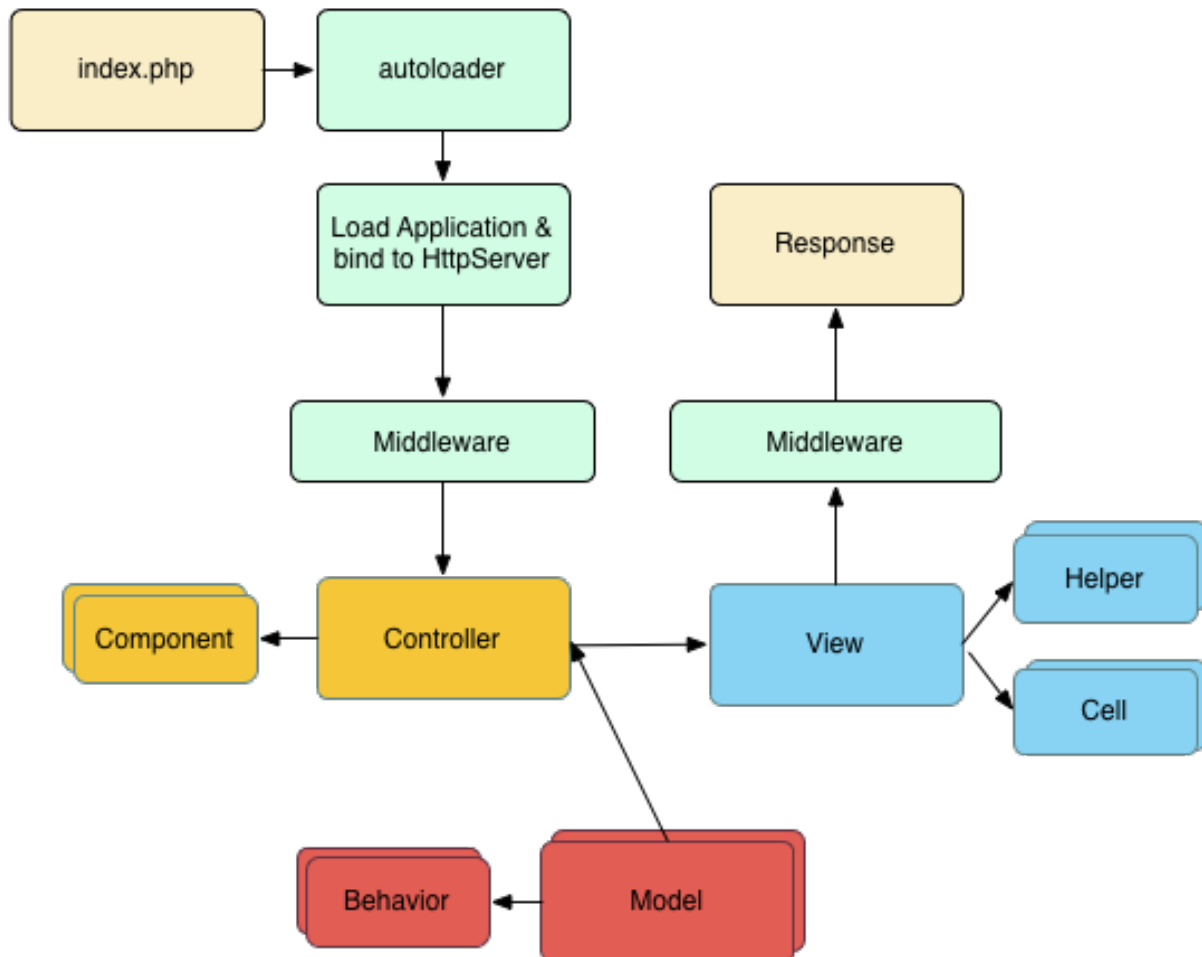 index.php
autoloader
Load Application &
bind to HttpServer
Response
Middleware
Middleware
Component
Controller
View
Helper
Cell
Behavior
Model